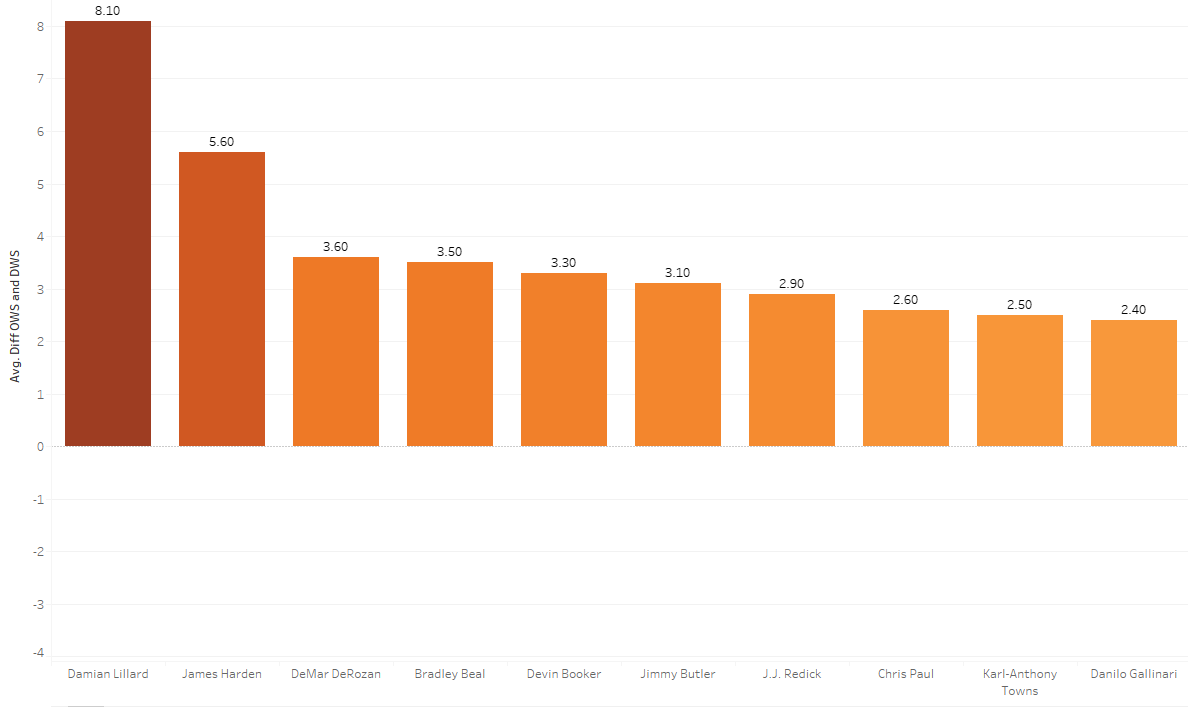 8.10
8
7
6
5.60
5
4
3.60
3.50
3.30
3.10
3
2.90
2.60
2.50
2.40
2
1
0
-1
-2
-3
-4
Avg. Diff OWS and DWS
Damian Lillard
James Harden
DeMar DeRozan
Bradley Beal
Devin Booker
Jimmy Butler
J.J. Redick
Chris Paul
Karl-Anthony
Towns
Danilo Gallinari